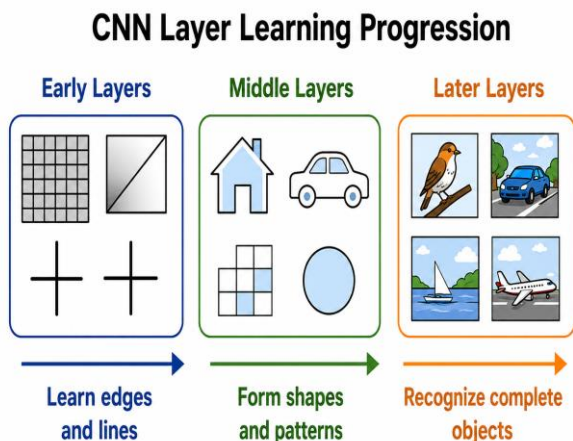 CNN Layer Learning Progression
Early Layers
Middle Layers
Later Layers
Learn edges
and lines
Form shapes
and patterns
Recognize complete
objects